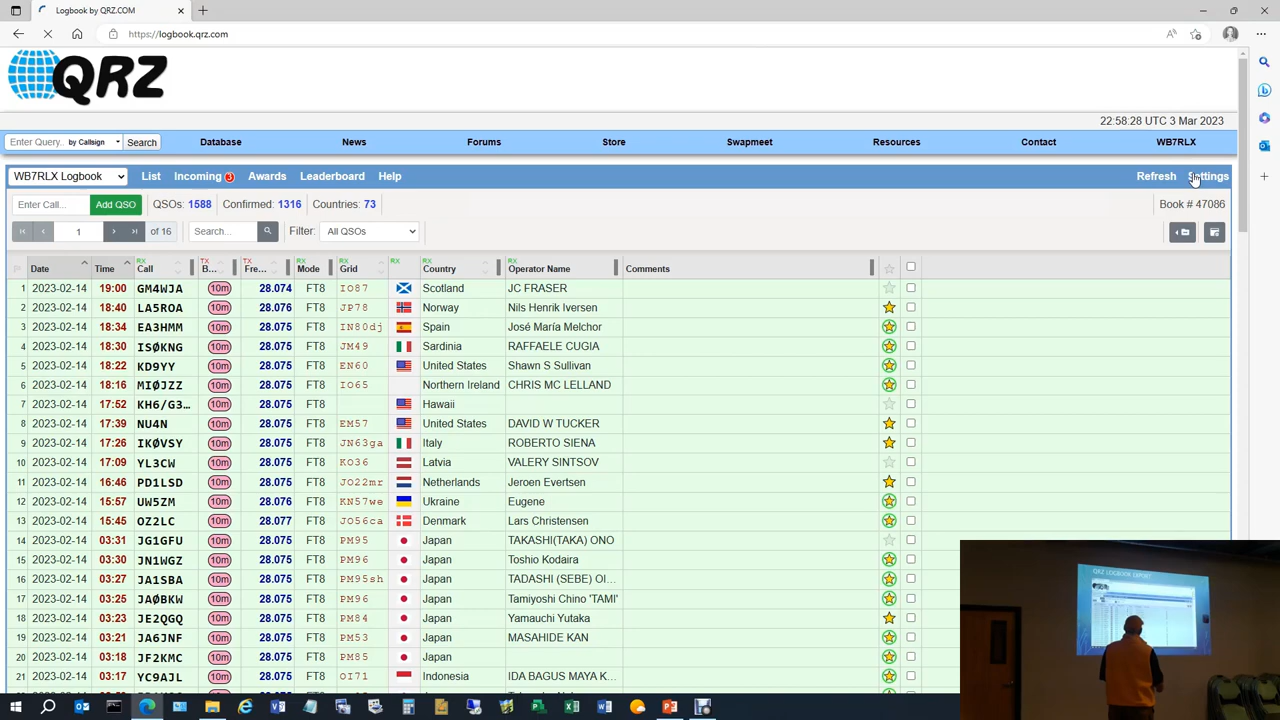 Logbook by QRZ.COM
https://logbook.qrz.com
QRZ
22:58:28 UTC 3 Mar 2023
Enter Query.. by Callsign Search Database News Forums Store Swapmeet Resources Contact WB7RLX
WB7RLX Logbook List Incoming 3 Awards Leaderboard Help Refresh Settings
Enter Call... Add QSO QSOs: 1588 Confirmed: 1316 Countries: 73 Book # 47086
1 of 16 Search... Filter: All QSOs
RX TX TX RX RX RX RX
Date Time Call B... Fre... Mode Grid Country Operator Name Comments
1 2023-02-14 19:00 GM4WJA 10m 28.074 FT8 IO87 Scotland JC FRASER
2 2023-02-14 18:40 LA5ROA 10m 28.076 FT8 JP78 Norway Nils Henrik Iversen
3 2023-02-14 18:34 EA3HMM 10m 28.075 FT8 IN80dj Spain José María Melchor
4 2023-02-14 18:30 ISØKNG 10m 28.075 FT8 JM49 Sardinia RAFFAELE CUGIA
5 2023-02-14 18:22 KD9YY 10m 28.075 FT8 EN60 United States Shawn S Sullivan
6 2023-02-14 18:16 MIØJZZ 10m 28.075 FT8 IO65 Northern Ireland CHRIS MC LELLAND
7 2023-02-14 17:52 KH6/G3... 10m 28.075 FT8 Hawaii
8 2023-02-14 17:39 NU4N 10m 28.075 FT8 EM57 United States DAVID W TUCKER
9 2023-02-14 17:26 IKØVSY 10m 28.075 FT8 JN63ga Italy ROBERTO SIENA
10 2023-02-14 17:09 YL3CW 10m 28.075 FT8 KO36 Latvia VALERY SINTSOV
11 2023-02-14 16:46 PD1LSD 10m 28.075 FT8 JO22mr Netherlands Jeroen Evertsen
12 2023-02-14 15:57 UW5ZM 10m 28.076 FT8 KN57we Ukraine Eugene
13 2023-02-14 15:45 OZ2LC 10m 28.077 FT8 JO56ca Denmark Lars Christensen
14 2023-02-14 03:31 JG1GFU 10m 28.075 FT8 PM95 Japan TAKASHI(TAKA) ONO
15 2023-02-14 03:30 JN1WGZ 10m 28.075 FT8 PM96 Japan Toshio Kodaira
16 2023-02-14 03:27 JA1SBA 10m 28.075 FT8 PM95sh Japan TADASHI (SEBE) OI...
17 2023-02-14 03:25 JAØBKW 10m 28.075 FT8 PM96 Japan Tamiyoshi Chino 'TAMI'
18 2023-02-14 03:23 JE2QGQ 10m 28.075 FT8 PM84 Japan Yamauchi Yutaka
19 2023-02-14 03:21 JA6JNF 10m 28.075 FT8 PM53 Japan MASAHIDE KAN
20 2023-02-14 03:18 JF2KMC 10m 28.075 FT8 PM85 Japan
21 2023-02-14 03:17 YC9AJL 10m 28.075 FT8 OI71 Indonesia IDA BAGUS MAYA K...
QRZ LOGBOOK EXPORT